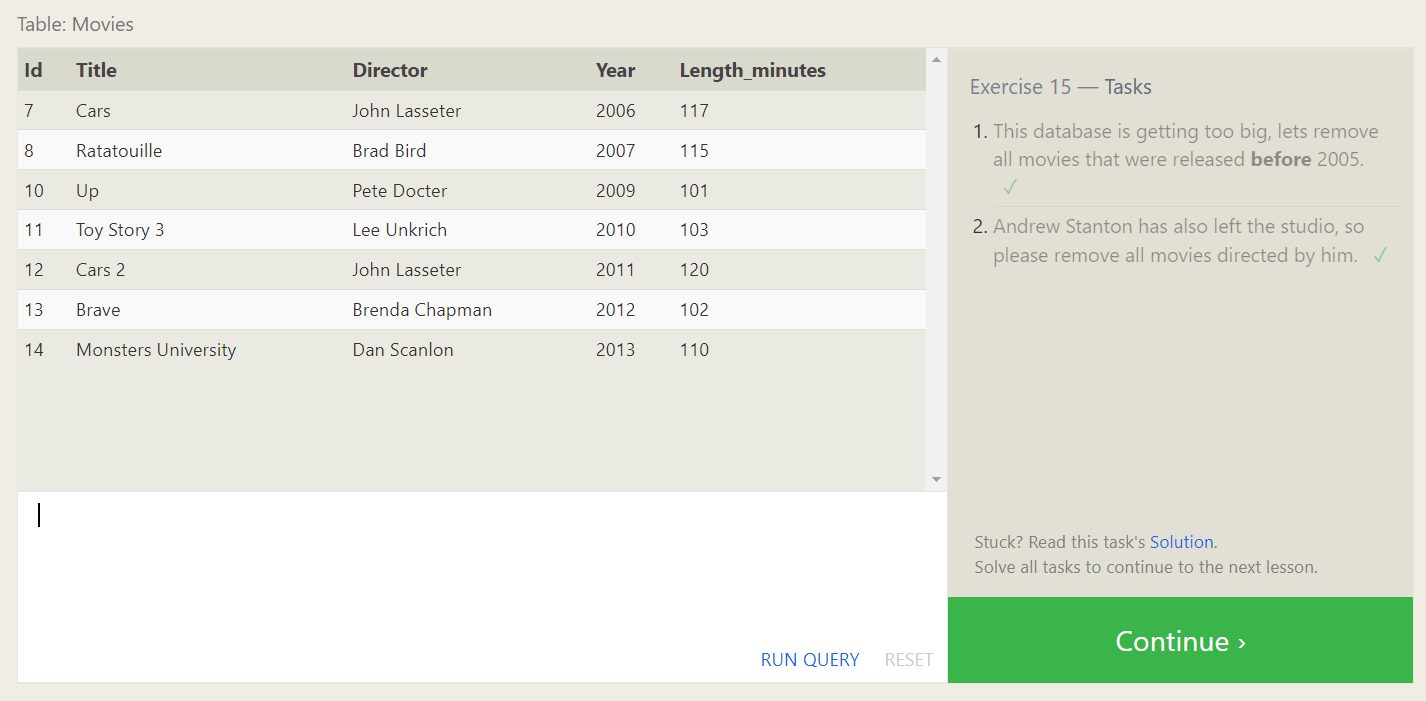 Table: Movies
Id Title Director Year Length_minutes
7 Cars John Lasseter 2006 117
8 Ratatouille Brad Bird 2007 115
10 Up Pete Docter 2009 101
11 Toy Story 3 Lee Unkrich 2010 103
12 Cars 2 John Lasseter 2011 120
13 Brave Brenda Chapman 2012 102
14 Monsters University Dan Scanlon 2013 110
RUN QUERY RESET
Exercise 15 — Tasks
1. This database is getting too big, lets remove
all movies that were released before 2005.
✓
2. Andrew Stanton has also left the studio, so
please remove all movies directed by him. ✓
Stuck? Read this task's Solution.
Solve all tasks to continue to the next lesson.
Continue ›